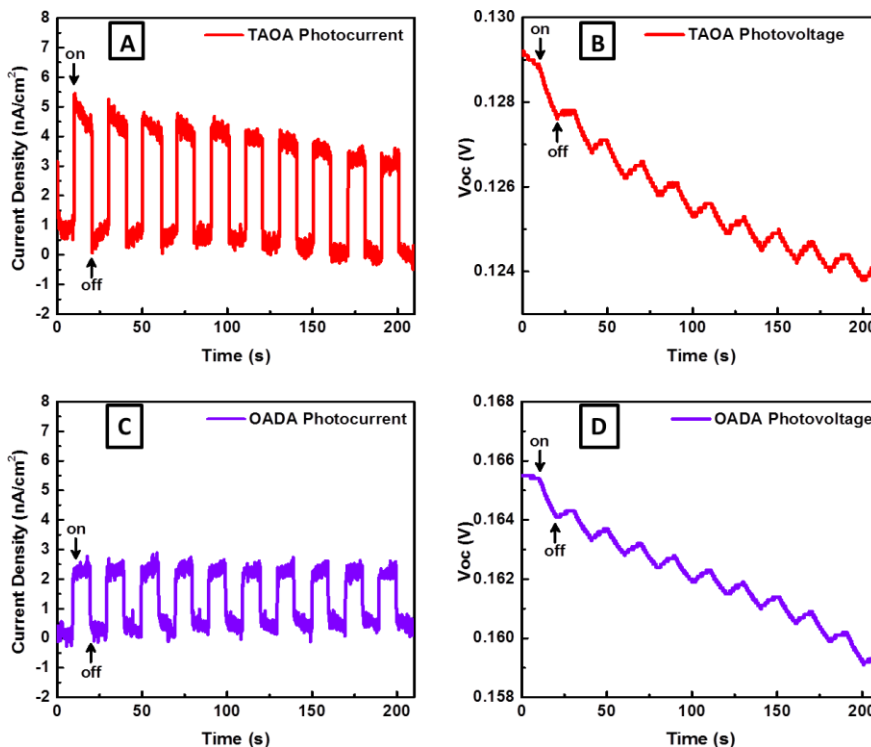 A
TAOA Photocurrent
on
off
8
7
6
5
4
3
2
1
0
-1
-2
Current Density (nA/cm²)
0
50
100
150
200
Time (s)
B
TAOA Photovoltage
on
off
0.130
0.128
0.126
0.124
Voc (V)
0
50
100
150
200
Time (s)
C
OADA Photocurrent
on
off
8
7
6
5
4
3
2
1
0
-1
-2
Current Density (nA/cm²)
0
50
100
150
200
Time (s)
D
OADA Photovoltage
on
off
0.168
0.166
0.164
0.162
0.160
0.158
Voc (V)
0
50
100
150
200
Time (s)